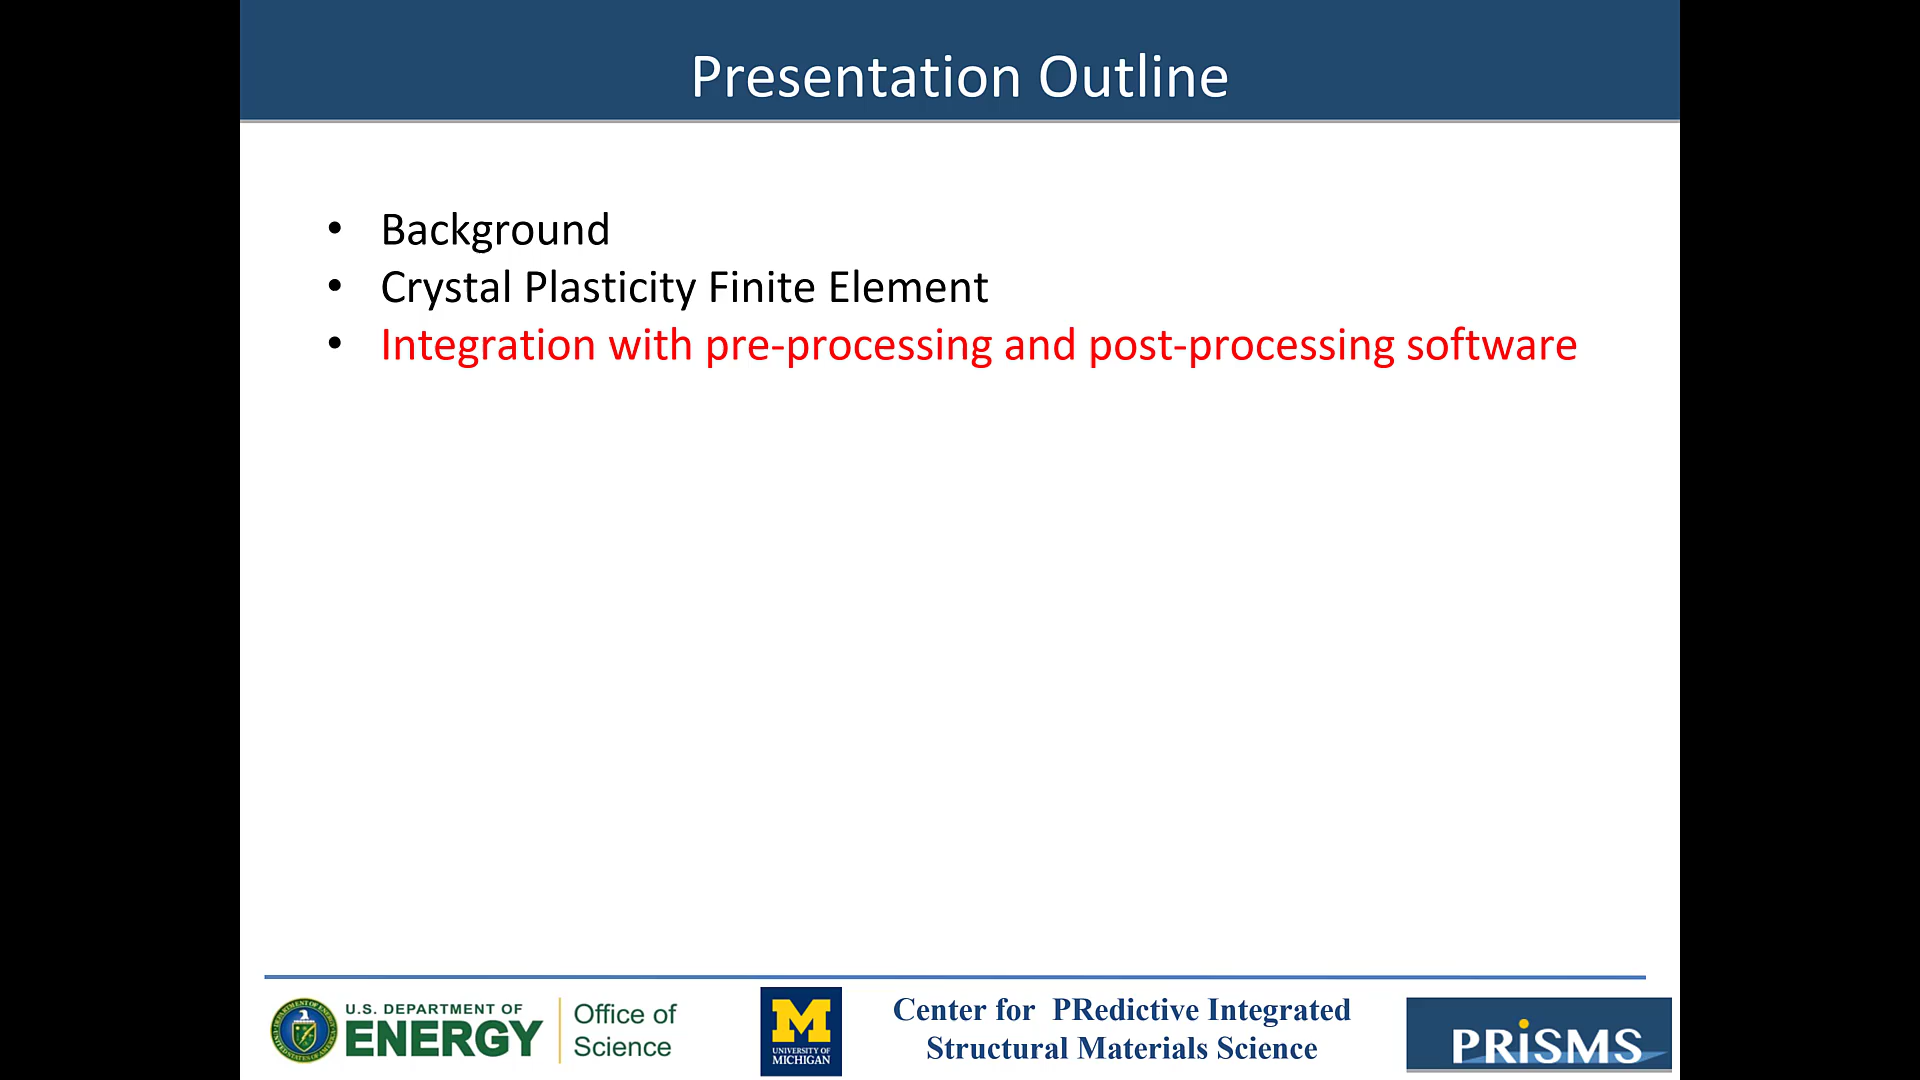 Presentation Outline
• Background
• Crystal Plasticity Finite Element
• Integration with pre-processing and post-processing software
U.S. DEPARTMENT OF
ENERGY
Office of
Science
UNIVERSITY OF
MICHIGAN
Center for PRedictive Integrated
Structural Materials Science
PRiSMS